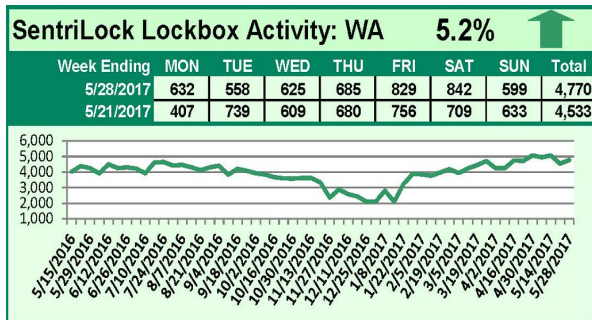 SentriLock Lockbox Activity: WA 5.2%
Week Ending MON TUE WED THU FRI SAT SUN Total
5/28/2017 632 558 625 685 829 842 599 4,770
5/21/2017 407 739 609 680 756 709 633 4,533
6,000
5,000
4,000
3,000
2,000
1,000
5/15/2016 5/29/2016 6/12/2016 6/26/2016 7/10/2016 7/24/2016 8/7/2016 8/21/2016 9/4/2016 9/18/2016 10/2/2016 10/16/2016 10/30/2016 11/13/2016 11/27/2016 12/11/2016 12/25/2016 1/8/2017 1/22/2017 2/5/2017 2/19/2017 3/5/2017 3/19/2017 4/2/2017 4/16/2017 4/30/2017 5/14/2017 5/28/2017